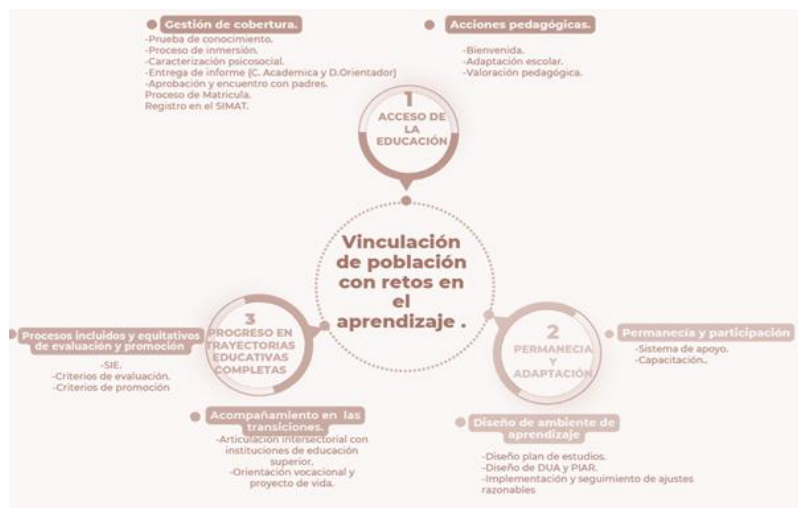 Gestión de cobertura.
-Prueba de conocimiento.
-Proceso de inmersión.
-Caracterización psicosocial.
-Entrega de informe (C. Academica y D.Orientador)
-Aprobación y encuentro con padres.
Proceso de Matricula.
Registro en el SIMAT.
Acciones pedagógicas.
-Bienvenida.
-Adaptación escolar.
-Valoración pedagógica.
1
ACCESO DE
LA
EDUCACIÓN
Vinculación
de población
con retos en
el
aprendizaje .
2
PERMANECIA
Y
ADAPTACIÓN
Permanecía y participación
-Sistema de apoyo.
-Capacitación..
Diseño de ambiente de
aprendizaje
-Diseño plan de estudios.
-Diseño de DUA y PIAR.
-Implementación y seguimiento de ajustes
razonables
3
PROGRESO EN
TRAYECTORIAS
EDUCATIVAS
COMPLETAS
Procesos incluidos y equitativos
de evaluación y promoción
-SIE.
-Criterios de evaluación.
-Criterios de promoción
Acompañamiento en las
transiciones.
-Articulación intersectorial con
instituciones de educación
superior.
-Orientación vocacional y
proyecto de vida.